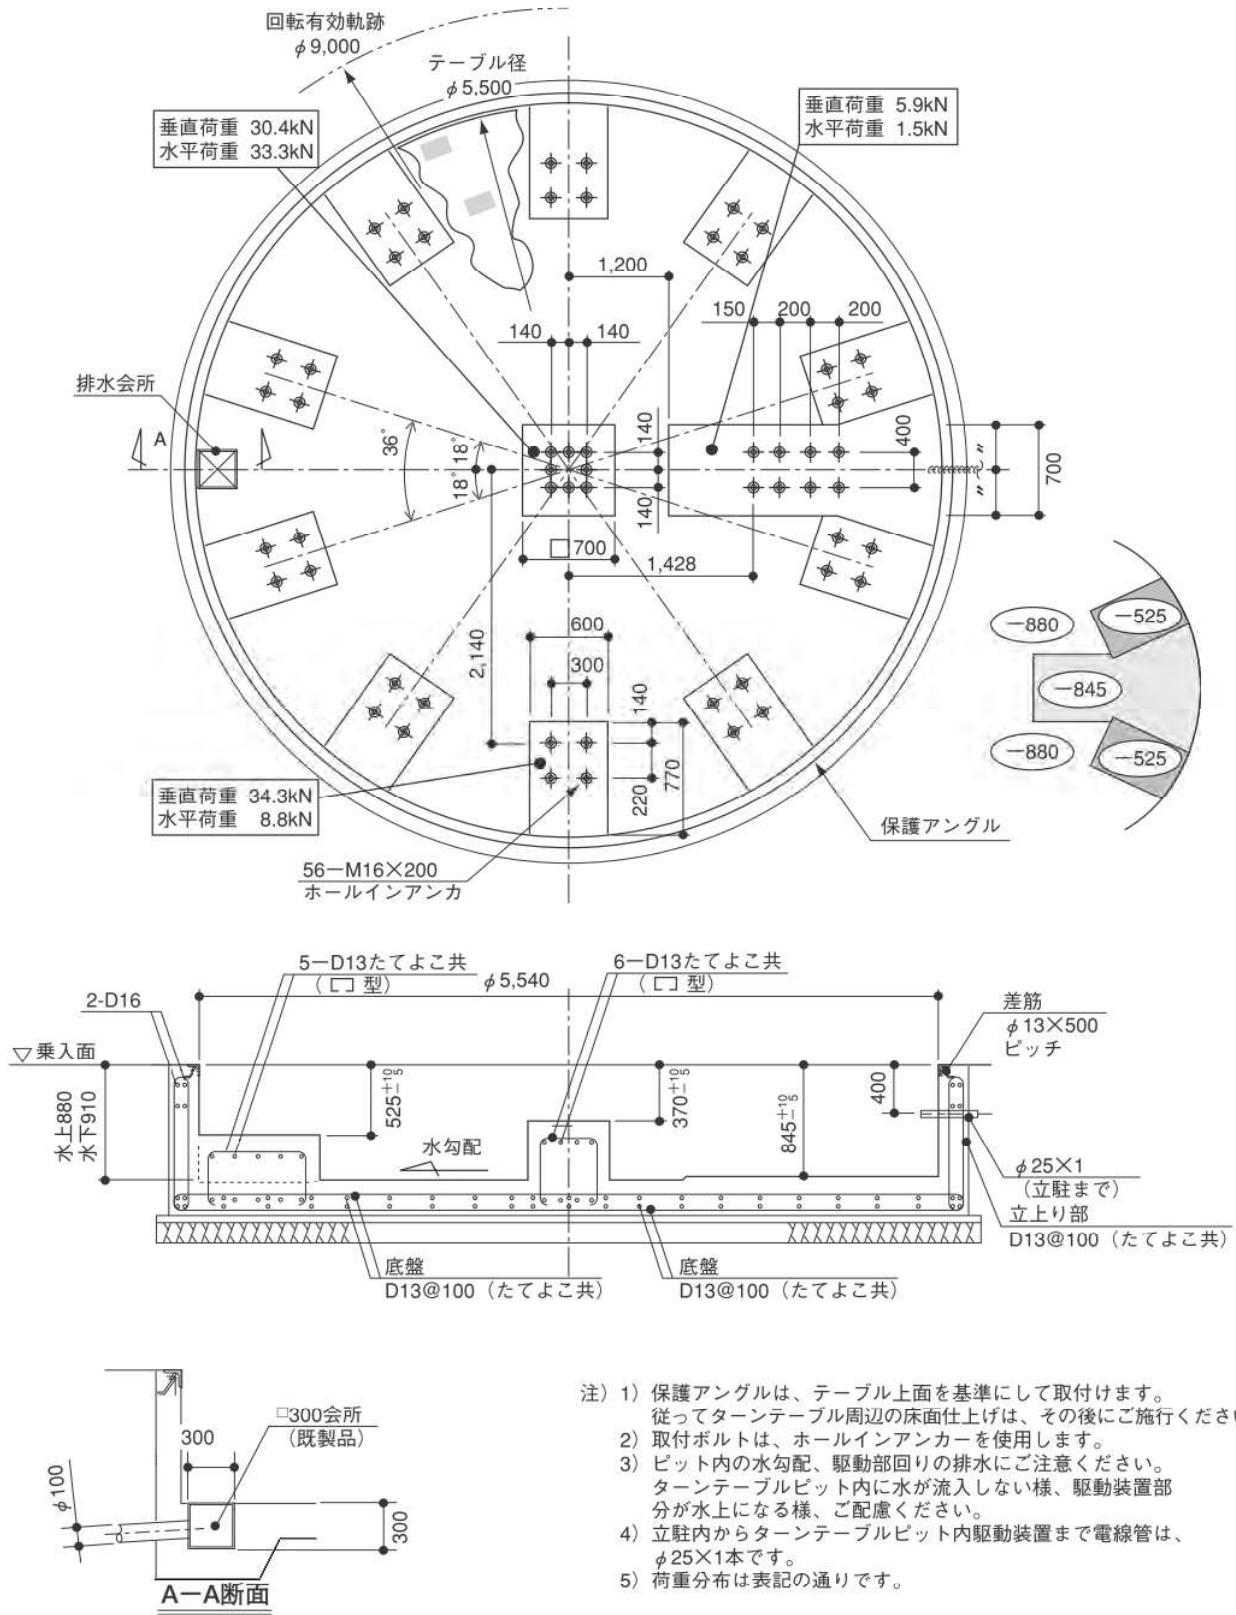 回転有効軌跡
φ9,000
テーブル径
φ5,500
垂直荷重 30.4kN
水平荷重 33.3kN
垂直荷重 5.9kN
水平荷重 1.5kN
1,200
150
200
200
140
140
排水会所
A
36°
18°
18°
140
140
400
〃
〃
700
□700
1,428
2,140
600
300
140
220
770
−880
−525
−845
−880
−525
垂直荷重 34.3kN
水平荷重 8.8kN
保護アングル
56−M16×200
ホールインアンカ
5−D13たてよこ共
(型)
φ5,540
6−D13たてよこ共
(型)
2-D16
差筋
φ13×500
ピッチ
▽乗入面
水上880
水下910
525+10−5
370+10−5
845+10−5
400
水勾配
φ25×1
(立駐まで)
立上り部
D13@100(たてよこ共)
底盤
D13@100(たてよこ共)
底盤
D13@100(たてよこ共)
□300会所
(既製品)
300
φ100
300
A−A断面
注)1)保護アングルは、テーブル上面を基準にして取付けます。
従ってターンテーブル周辺の床面仕上げは、その後にご施行くださ
2)取付ボルトは、ホールインアンカーを使用します。
3)ピット内の水勾配、駆動部回りの排水にご注意ください。
ターンテーブルピット内に水が流入しない様、駆動装置部
分が水上になる様、ご配慮ください。
4)立駐内からターンテーブルピット内駆動装置まで電線管は、
φ25×1本です。
5)荷重分布は表記の通りです。